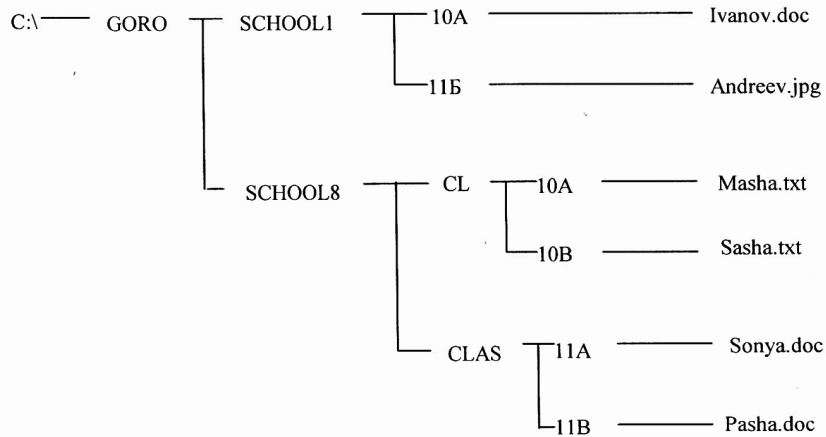 C:\ GORO SCHOOL1 10A Ivanov.doc
11Б Andreev.jpg
SCHOOL8 CL 10A Masha.txt
10B Sasha.txt
CLAS 11A Sonya.doc
11B Pasha.doc